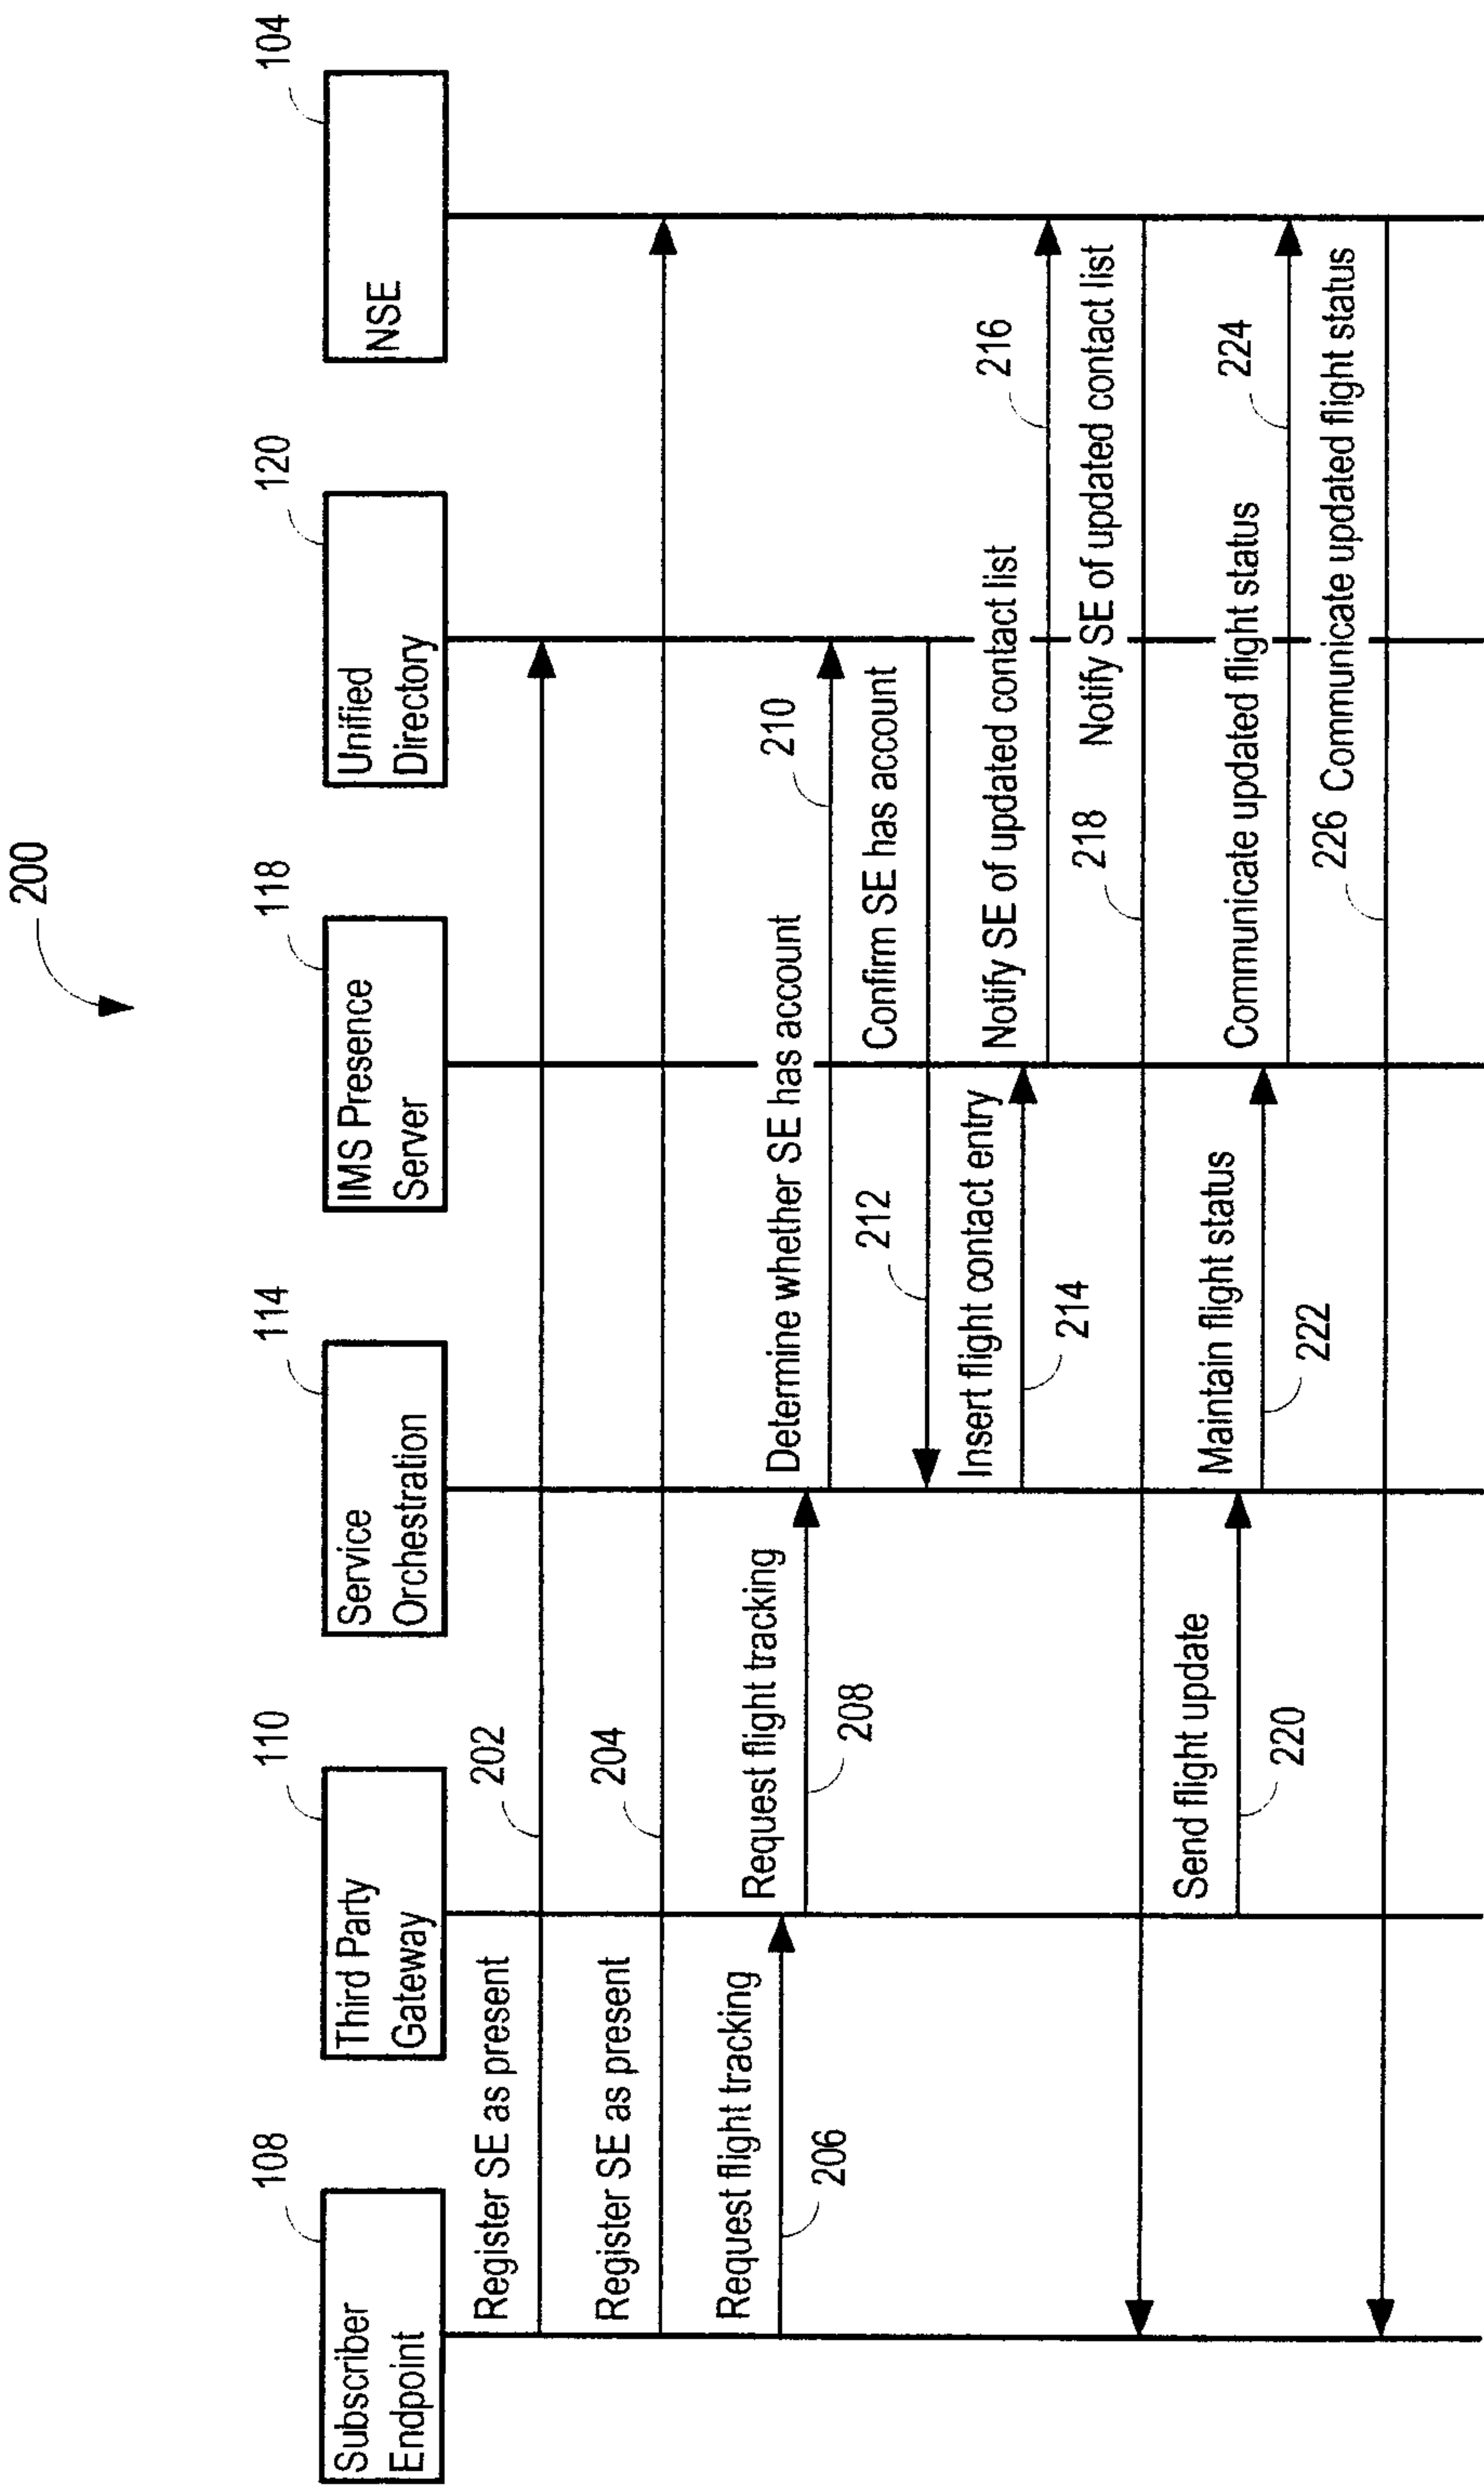 200
108
110
114
118
120
104
Subscriber
Endpoint
Third Party
Gateway
Service
Orchestration
IMS Presence
Server
Unified
Directory
NSE
Register SE as present
202
Register SE as present
204
Request flight tracking
206
Request flight tracking
208
Determine whether SE has account
210
Confirm SE has account
212
Insert flight contact entry
214
Notify SE of updated contact list
216
Notify SE of updated contact list
218
Send flight update
220
Maintain flight status
222
Communicate updated flight status
224
Communicate updated flight status
226